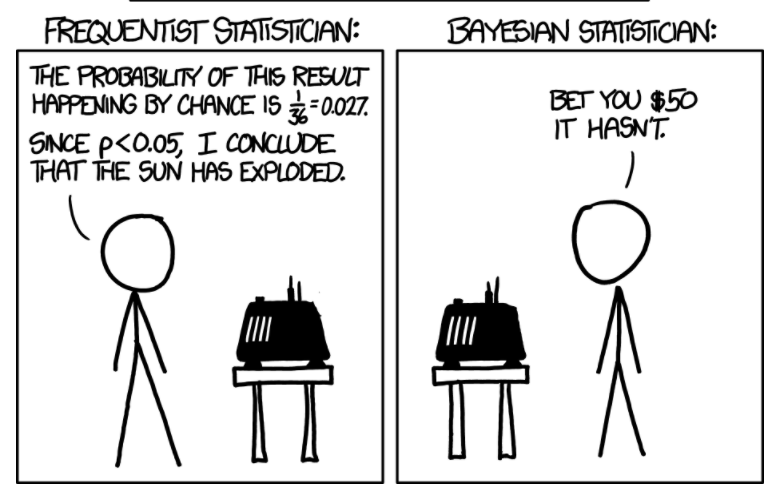 FREQUENTIST STATISTICIAN:
THE PROBABILITY OF THIS RESULT
HAPPENING BY CHANCE IS 1/36=0.027.
SINCE p<0.05, I CONCLUDE
THAT THE SUN HAS EXPLODED.
BAYESIAN STATISTICIAN:
BET YOU $50
IT HASN'T.